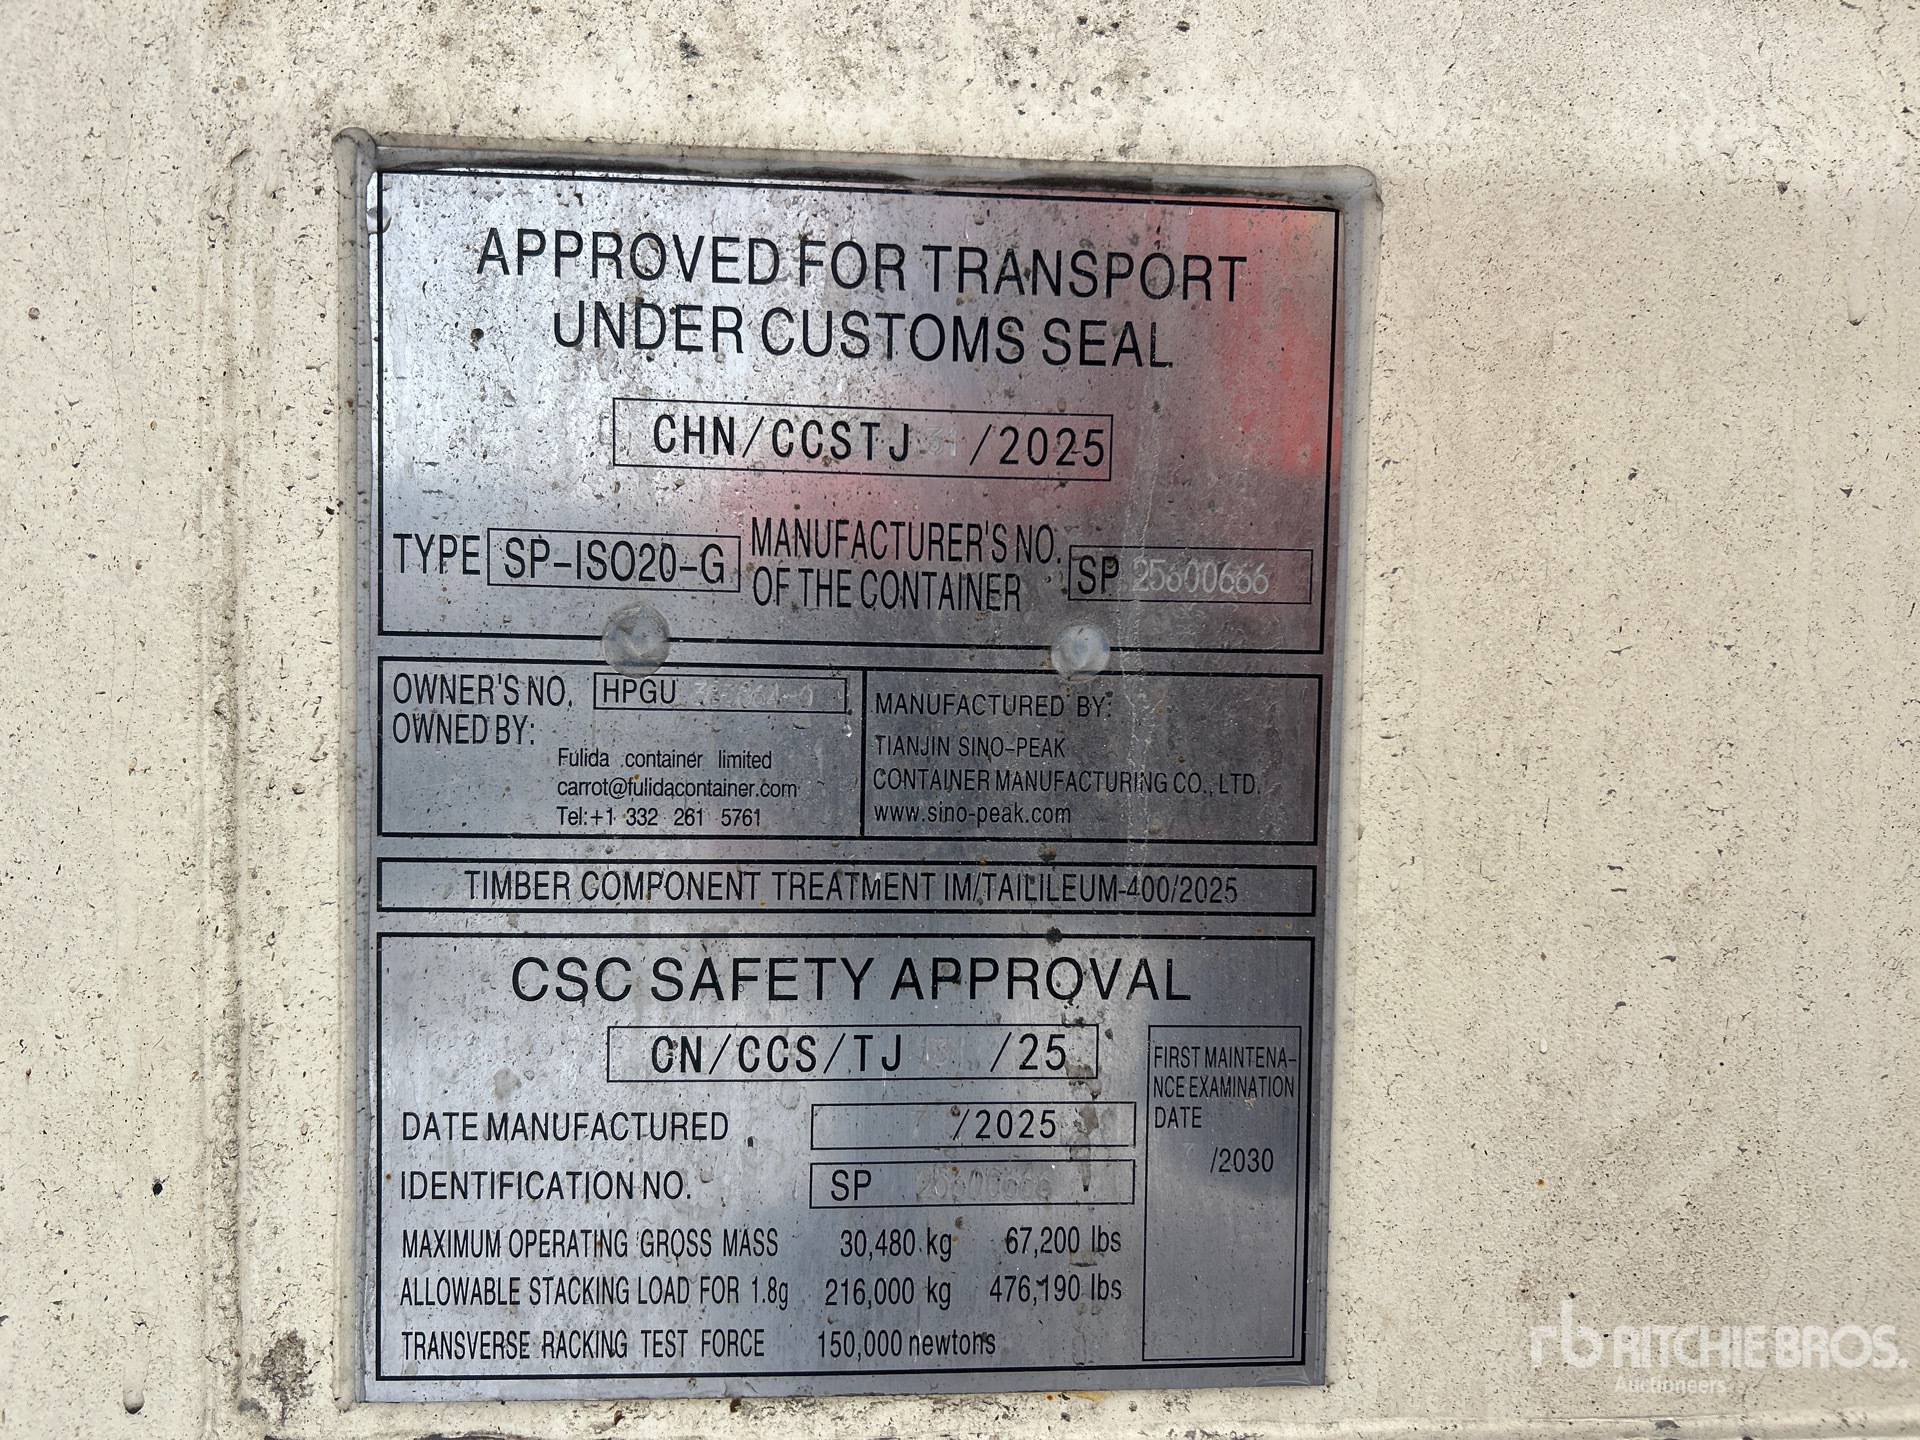 APPROVED FOR TRANSPORT
UNDER CUSTOMS SEAL
CHN/CCSTJ /2025
TYPE SP-ISO20-G
MANUFACTURER'S NO.
OF THE CONTAINER
SP 25600666
OWNER'S NO. HPGU
OWNED BY:
Fulida container limited
carrot@fulidacontainer.com
Tel:+1 332 261 5761
MANUFACTURED BY:
TIANJIN SINO-PEAK
CONTAINER MANUFACTURING CO., LTD.
www.sino-peak.com
TIMBER COMPONENT TREATMENT IM/TAILILEUM-400/2025
CSC SAFETY APPROVAL
CN/CCS/TJ /25
DATE MANUFACTURED /2025
IDENTIFICATION NO. SP 25600666
MAXIMUM OPERATING GROSS MASS 30,480 kg 67,200 lbs
ALLOWABLE STACKING LOAD FOR 1.8g 216,000 kg 476,190 lbs
TRANSVERSE RACKING TEST FORCE 150,000 newtons
FIRST MAINTENA-
NCE EXAMINATION
DATE
/2030
rb RITCHIE BROS.
Auctioneers